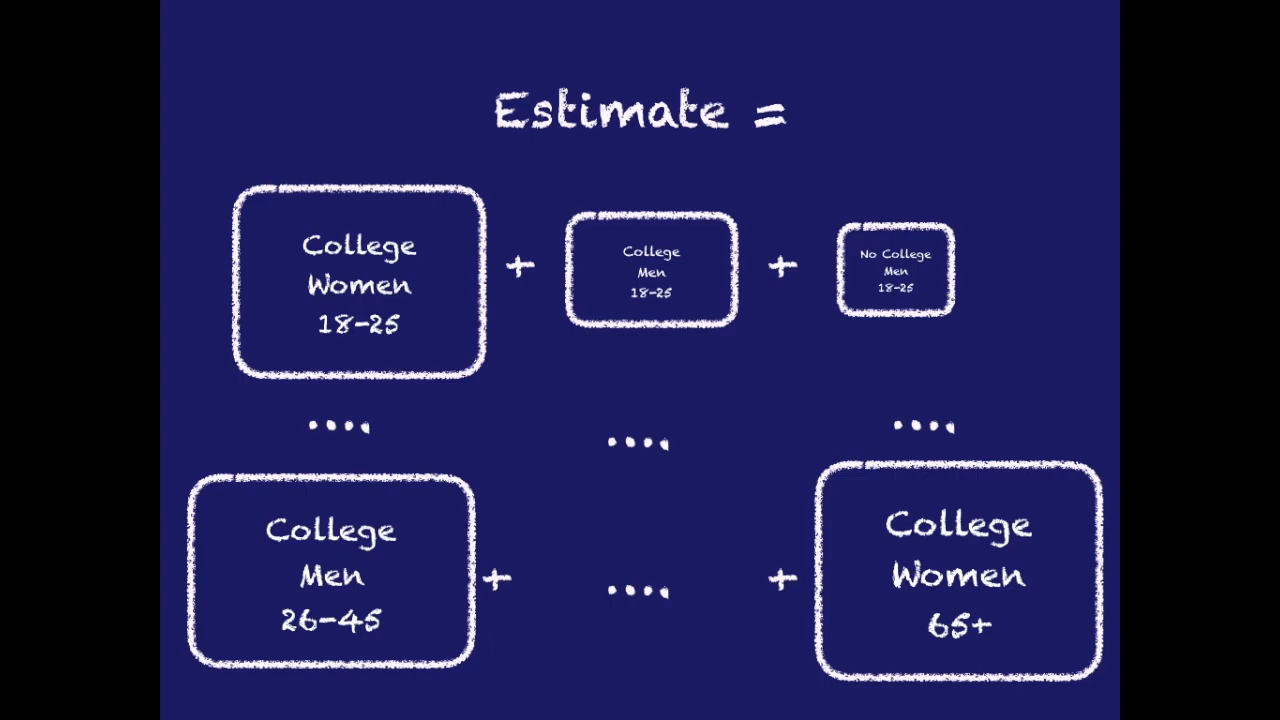 Estimate =
College
Women
18-25
+
College
Men
18-25
+
No College
Men
18-25
....
....
....
College
Men
26-45
+
....
+
College
Women
65+